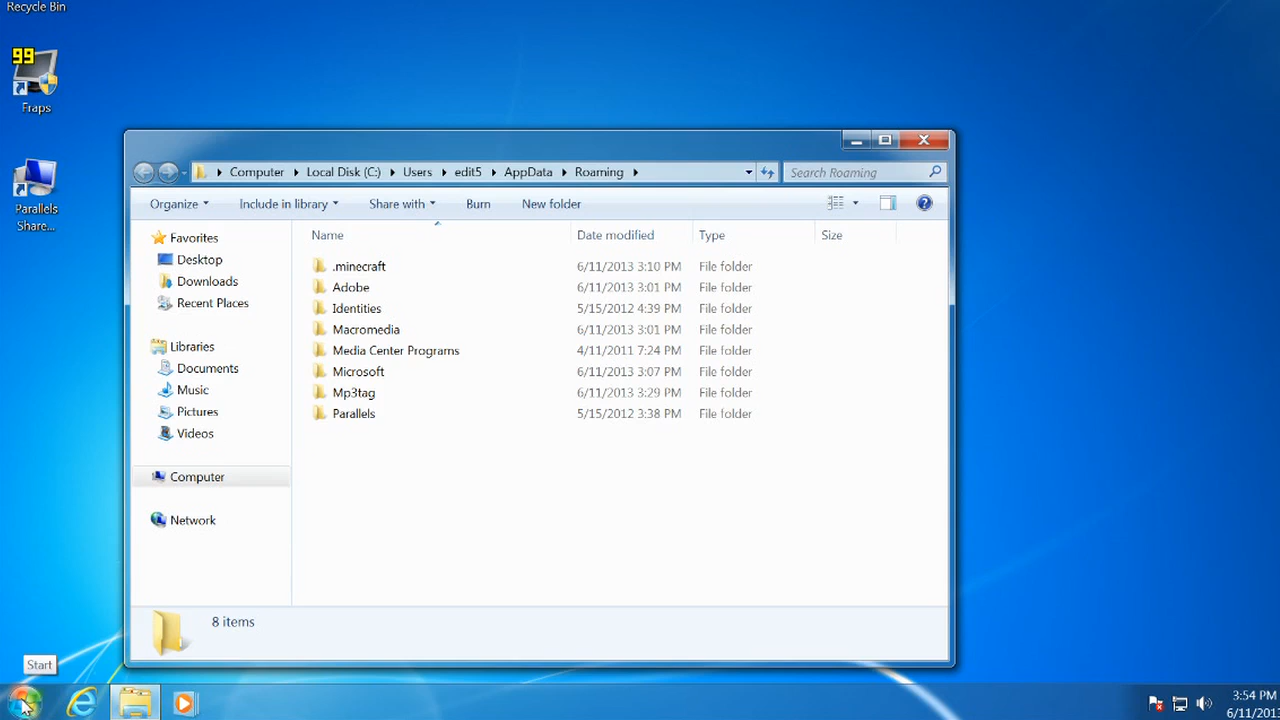 Recycle Bin
99
Fraps
Parallels
Share...
Computer Local Disk (C:) Users edit5 AppData Roaming
Search Roaming
Organize Include in library Share with Burn New folder
Name Date modified Type Size
Favorites
Desktop
Downloads
Recent Places
Libraries
Documents
Music
Pictures
Videos
Computer
Network
.minecraft 6/11/2013 3:10 PM File folder
Adobe 6/11/2013 3:01 PM File folder
Identities 5/15/2012 4:39 PM File folder
Macromedia 6/11/2013 3:01 PM File folder
Media Center Programs 4/11/2011 7:24 PM File folder
Microsoft 6/11/2013 3:07 PM File folder
Mp3tag 6/11/2013 3:29 PM File folder
Parallels 5/15/2012 3:38 PM File folder
8 items
Start
3:54 PM
6/11/201